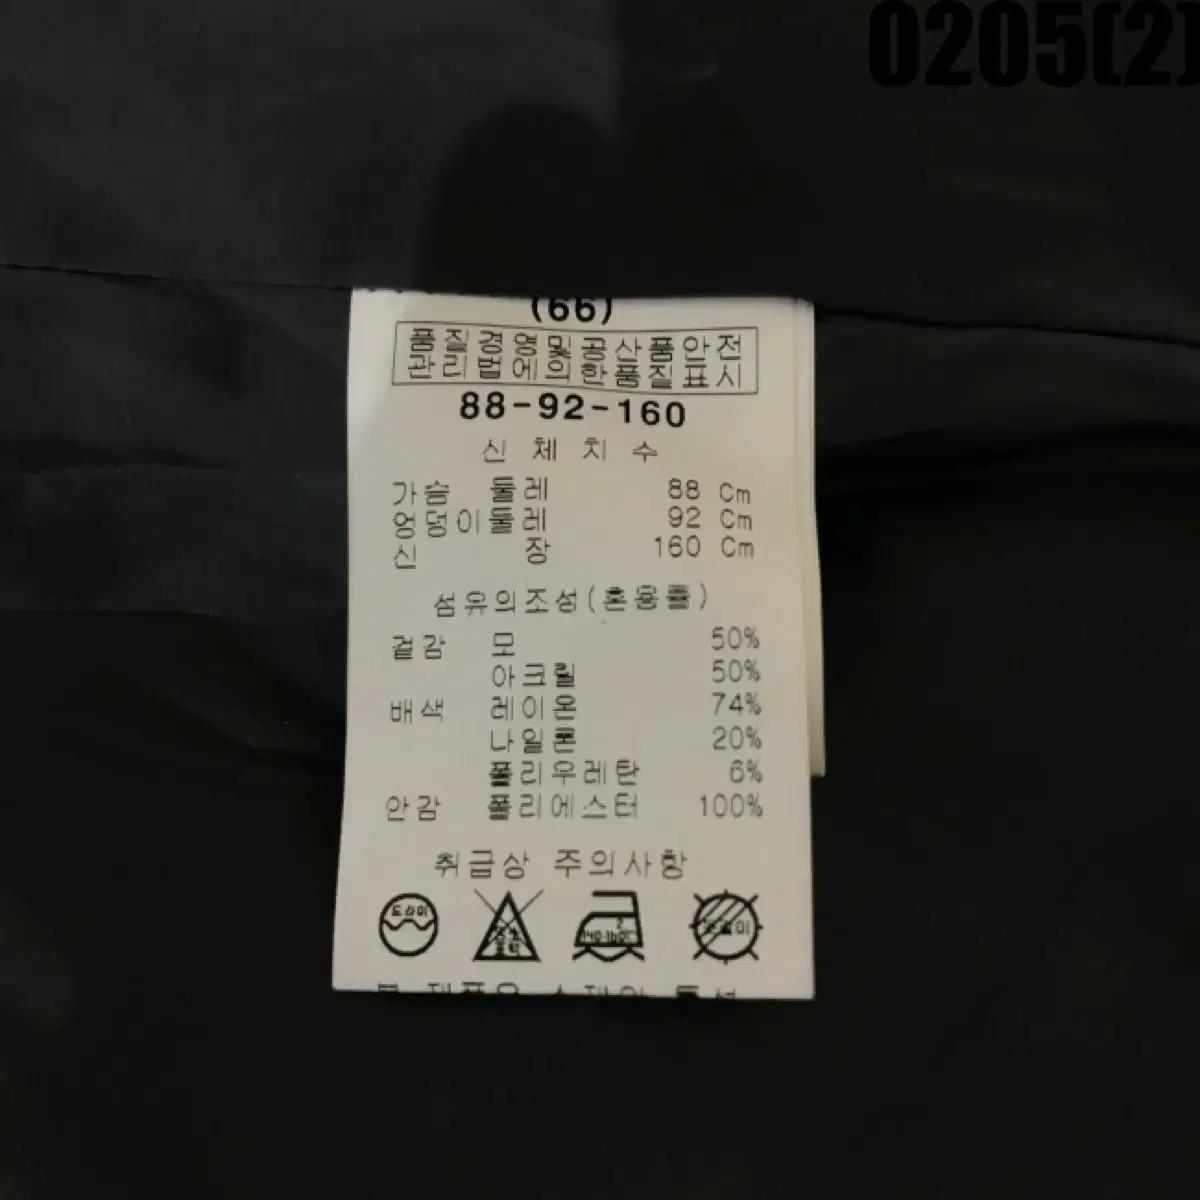 0205(2)
(66)
품질경영및공산품안전
관리법에의한품질표시
88-92-160
신 체 치 수
가슴 둘레 88 Cm
엉덩이둘레 92 Cm
신 장 160 Cm
섬유의조성(혼용률)
겉감 모 50%
아크릴 50%
배색 레이온 74%
나일론 20%
폴리우레탄 6%
안감 폴리에스터 100%
취급상 주의사항
드라이